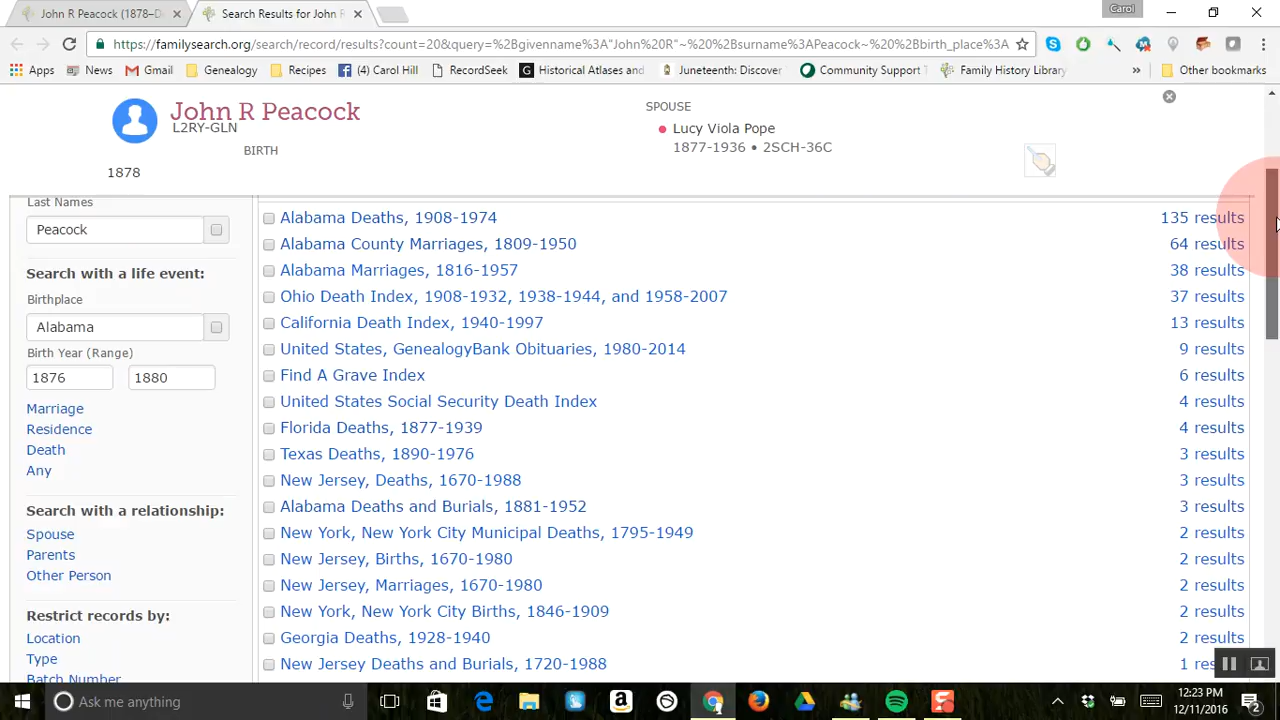 John R Peacock (1878–D
Search Results for John R
Carol
https://familysearch.org/search/record/results?count=20&query=%2Bgivenname%3A"John%20R"~%20%2Bsurname%3APeacock~%20%2Bbirth_place%3A
Apps News Gmail Genealogy Recipes (4) Carol Hill RecordSeek Historical Atlases and Juneteenth: Discover Community Support Family History Library » Other bookmarks
John R Peacock
L2RY-GLN
BIRTH
1878
SPOUSE
Lucy Viola Pope
1877-1936 • 2SCH-36C
Last Names
Peacock
Search with a life event:
Birthplace
Alabama
Birth Year (Range)
1876 1880
Marriage
Residence
Death
Any
Search with a relationship:
Spouse
Parents
Other Person
Restrict records by:
Location
Type
Batch Number
Alabama Deaths, 1908-1974 135 results
Alabama County Marriages, 1809-1950 64 results
Alabama Marriages, 1816-1957 38 results
Ohio Death Index, 1908-1932, 1938-1944, and 1958-2007 37 results
California Death Index, 1940-1997 13 results
United States, GenealogyBank Obituaries, 1980-2014 9 results
Find A Grave Index 6 results
United States Social Security Death Index 4 results
Florida Deaths, 1877-1939 4 results
Texas Deaths, 1890-1976 3 results
New Jersey, Deaths, 1670-1988 3 results
Alabama Deaths and Burials, 1881-1952 3 results
New York, New York City Municipal Deaths, 1795-1949 2 results
New Jersey, Births, 1670-1980 2 results
New Jersey, Marriages, 1670-1980 2 results
New York, New York City Births, 1846-1909 2 results
Georgia Deaths, 1928-1940 2 results
New Jersey Deaths and Burials, 1720-1988 1 res
Ask me anything
12:23 PM
12/11/2016
2